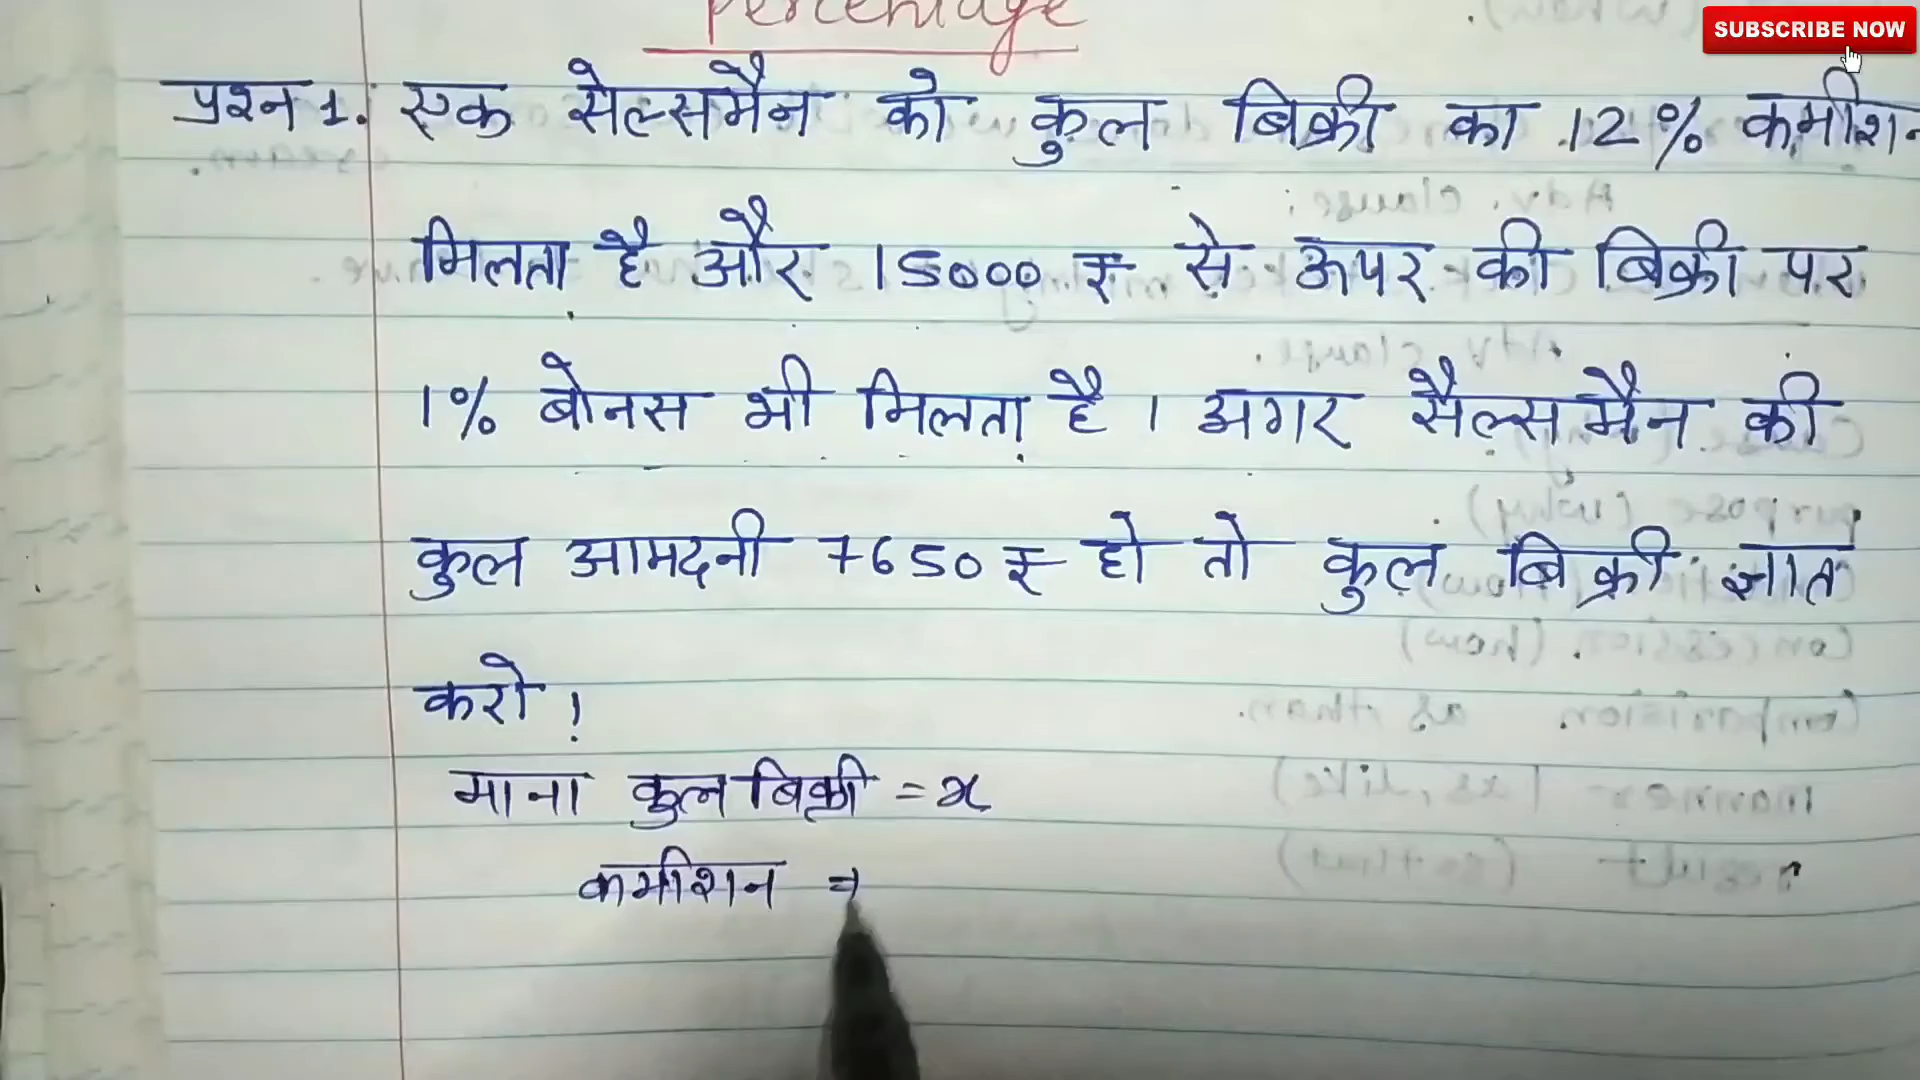 Percentage
SUBSCRIBE NOW
प्रश्न 1. एक सेल्समैन को कुल बिक्री का 12% कमीशन
मिलता है और 15000 ₹ से ऊपर की बिक्री पर
1% बोनस भी मिलता है । अगर सैल्समैन की
कुल आमदनी 7650 ₹ हो तो कुल बिक्री ज्ञात
करो !
माना कुल बिक्री = x
कमीशन =